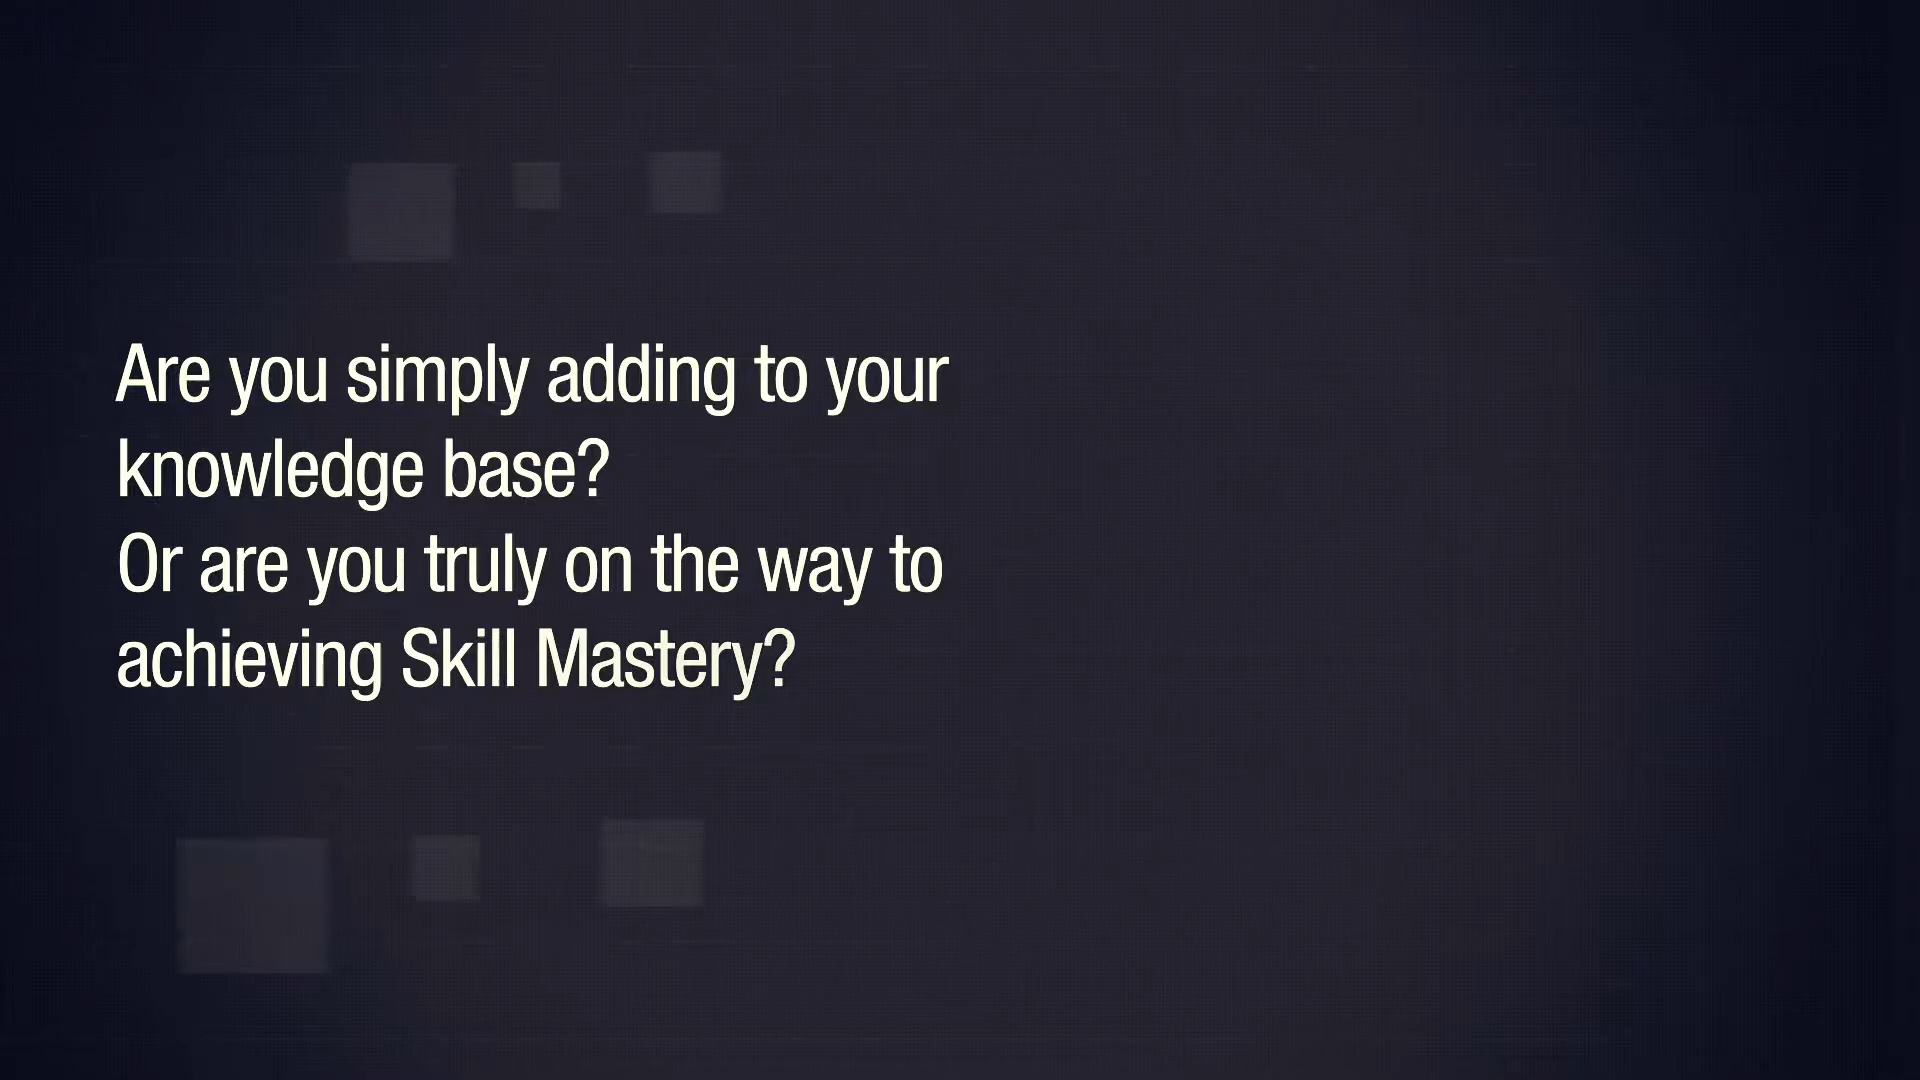 Are you simply adding to your
knowledge base?
Or are you truly on the way to
achieving Skill Mastery?